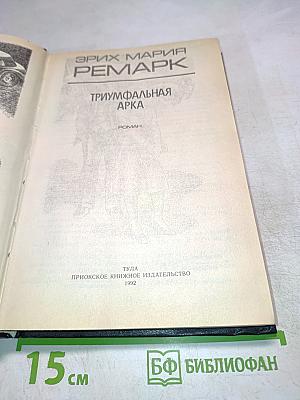 ЭРИХ МАРИЯ
РЕМАРК
ТРИУМФАЛЬНАЯ
АРКА
РОМАН
ТУЛА
ПРИОКСКОЕ КНИЖНОЕ ИЗДАТЕЛЬСТВО
1992
15 см
БФ БИБЛИОФАН